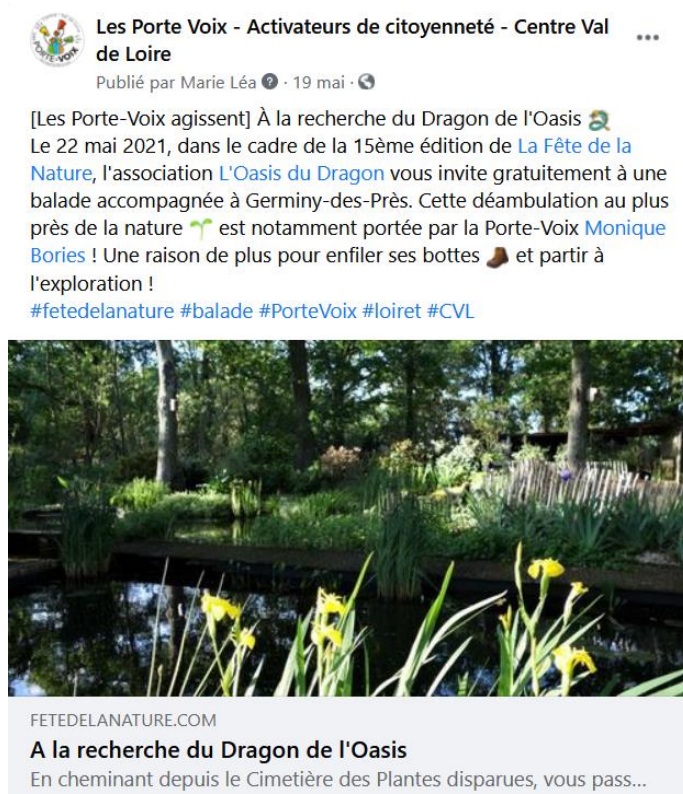 Les Porte Voix - Activateurs de citoyenneté - Centre Val
de Loire
Publié par Marie Léa · 19 mai ·
[Les Porte-Voix agissent] À la recherche du Dragon de l'Oasis 🐉
Le 22 mai 2021, dans le cadre de la 15ème édition de La Fête de la
Nature, l'association L'Oasis du Dragon vous invite gratuitement à une
balade accompagnée à Germiny-des-Près. Cette déambulation au plus
près de la nature 🌱 est notamment portée par la Porte-Voix Monique
Bories ! Une raison de plus pour enfiler ses bottes 🥾 et partir à
l'exploration !
#fetedelanature #balade #PorteVoix #loiret #CVL
FETEDELANATURE.COM
A la recherche du Dragon de l'Oasis
En cheminant depuis le Cimetière des Plantes disparues, vous pass...